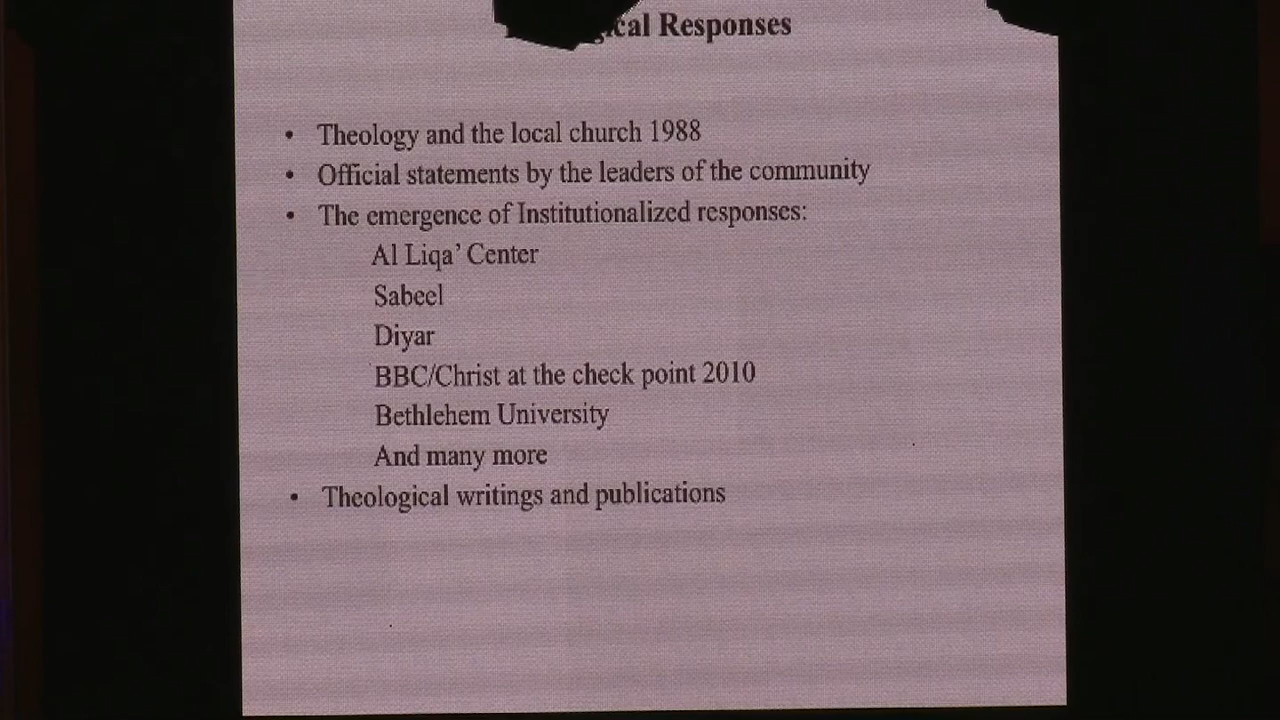 Responses
• Theology and the local church 1988
• Official statements by the leaders of the community
• The emergence of Institutionalized responses:
Al Liqa’ Center
Sabeel
Diyar
BBC/Christ at the check point 2010
Bethlehem University
And many more
• Theological writings and publications